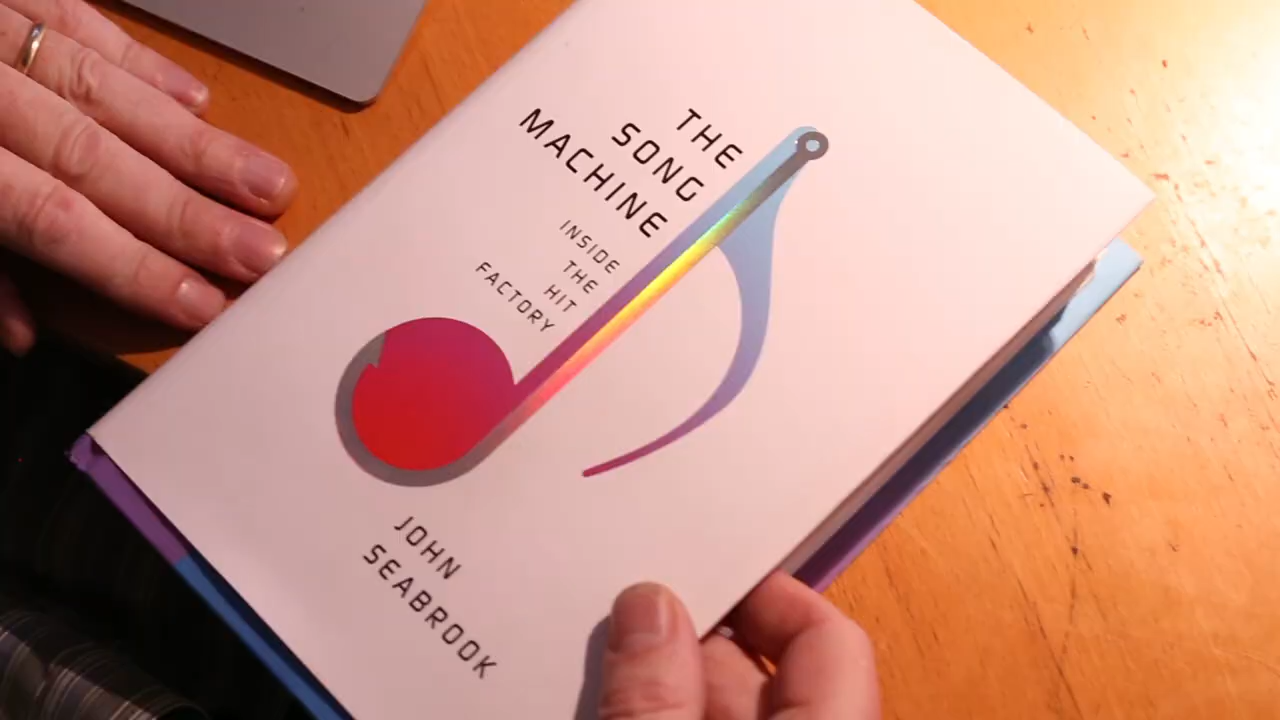 THE
SONG
MACHINE
INSIDE
THE
HIT
FACTORY
JOHN
SEABROOK